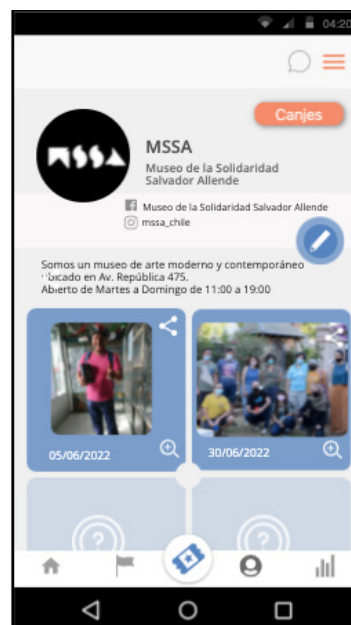 04:20
Canjes
MSSA
MSSA
Museo de la Solidaridad
Salvador Allende
Museo de la Solidaridad Salvador Allende
mssa_chile
Somos un museo de arte moderno y contemporáneo
ubicado en Av. República 475.
Abierto de Martes a Domingo de 11:00 a 19:00
05/06/2022
30/06/2022
?
?